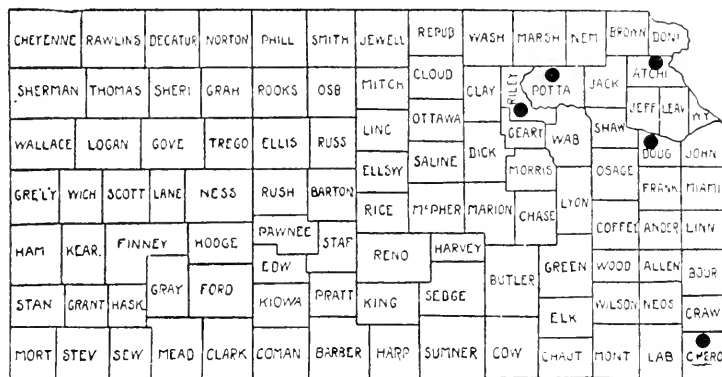 CHEYENNE RAWLINS DECATUR NORTON PHILL SMITH JEWELL REPUB WASH MARSH NEM BROWN DONI
SHERMAN THOMAS SHERI GRAH ROOKS OSB MITCH CLOUD CLAY RILEY POTTA JACK ATCHI
JEFF LEAV WY
WALLACE LOGAN GOVE TREGO ELLIS RUSS LINC OTTAWA DICK GEARY WAB SHAW DOUG JOHN
ELLSW SALINE MORRIS OSAGE
GRE'LY WICH SCOTT LANE NESS RUSH BARTON RICE McPHER MARION CHASE LYON FRANK MIAMI
HAM KEAR. FINNEY HODGE PAWNEE STAF RENO HARVEY COFFEY ANDER LINN
EDW BUTLER GREEN WOOD ALLEN BOUR
STAN GRANT HASK GRAY FORD KIOWA PRATT KING SEDGE ELK WILSON NEOS CRAW
MORT STEV SEW MEAD CLARK COMAN BARBER HARP SUMNER COW CHAUT MONT LAB CHERO